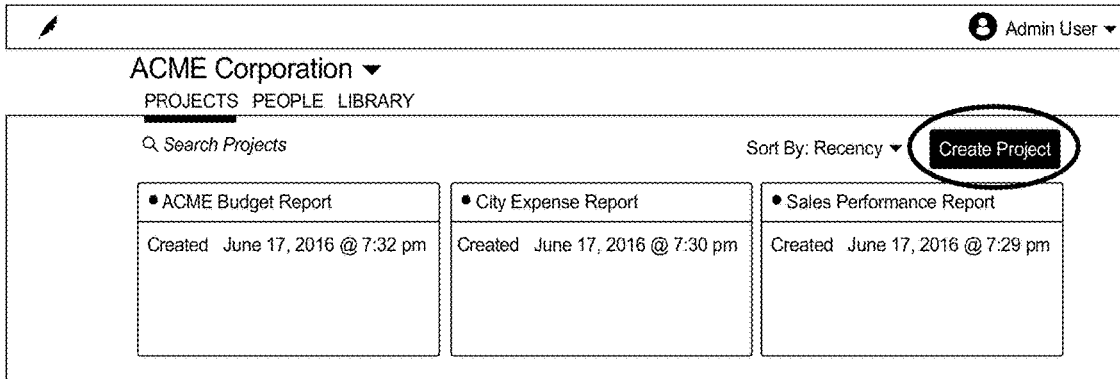 Admin User
ACME Corporation
PROJECTS PEOPLE LIBRARY
Search Projects Sort By: Recency Create Project
ACME Budget Report City Expense Report Sales Performance Report
Created June 17, 2016 @ 7:32 pm Created June 17, 2016 @ 7:30 pm Created June 17, 2016 @ 7:29 pm